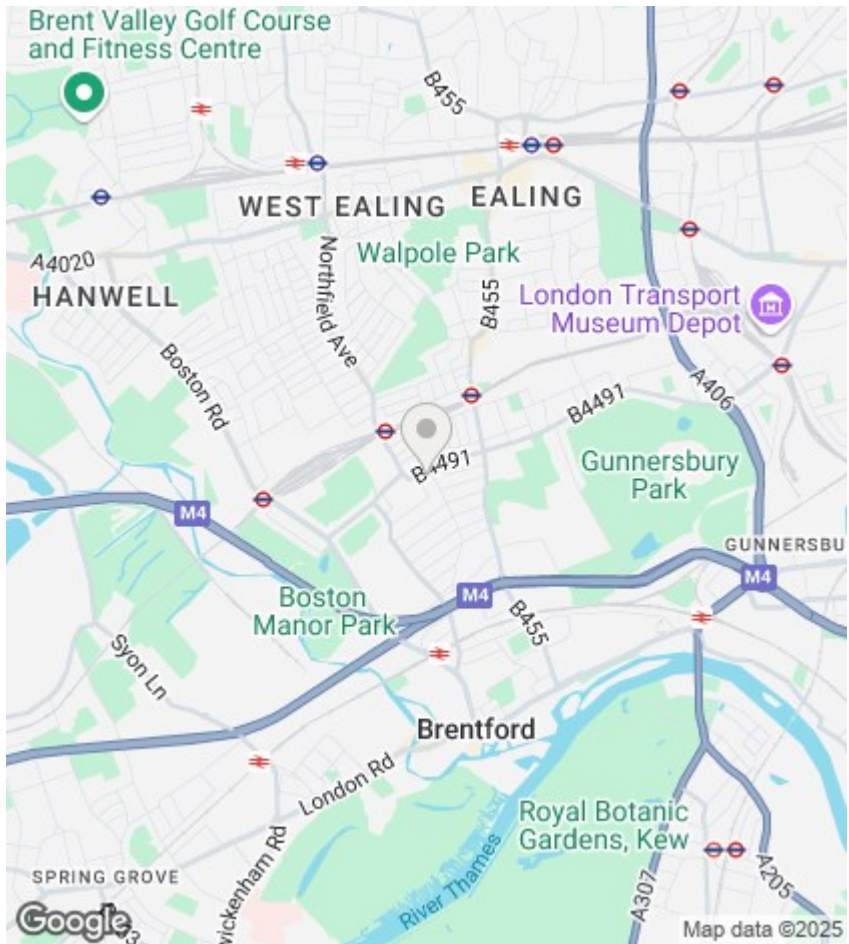 Brent Valley Golf Course
and Fitness Centre
B455
WEST EALING
EALING
Walpole Park
A4020
HANWELL
Northfield Ave
B455
London Transport
Museum Depot
Boston Rd
A406
B4491
B4491
Gunnersbury
Park
M4
GUNNERSBU
M4
M4
Boston
Manor Park
B455
Syon Ln
Brentford
London Rd
Royal Botanic
Gardens, Kew
River Thames
SPRING GROVE
wickenham Rd
A307
A205
Google
Map data ©2025